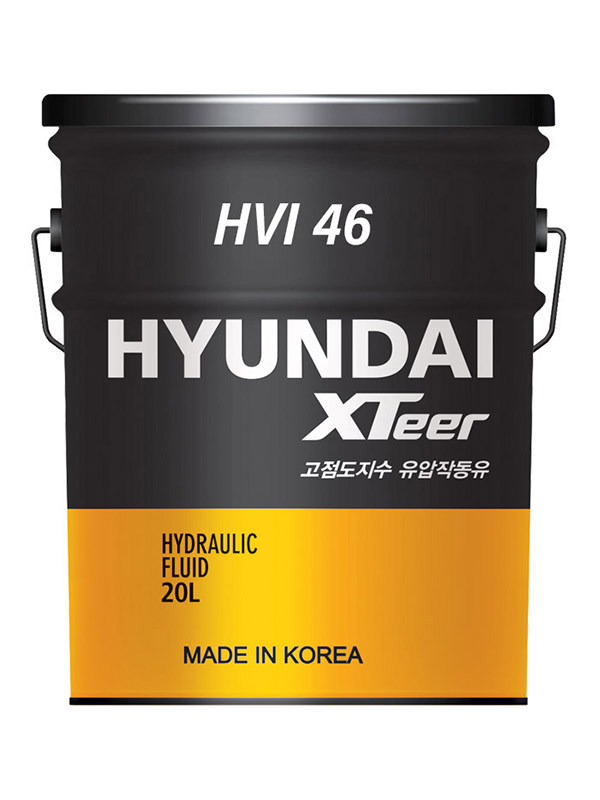 HVI 46
HYUNDAI
XTeer
고점도지수 유압작동유
HYDRAULIC
FLUID
20L
MADE IN KOREA